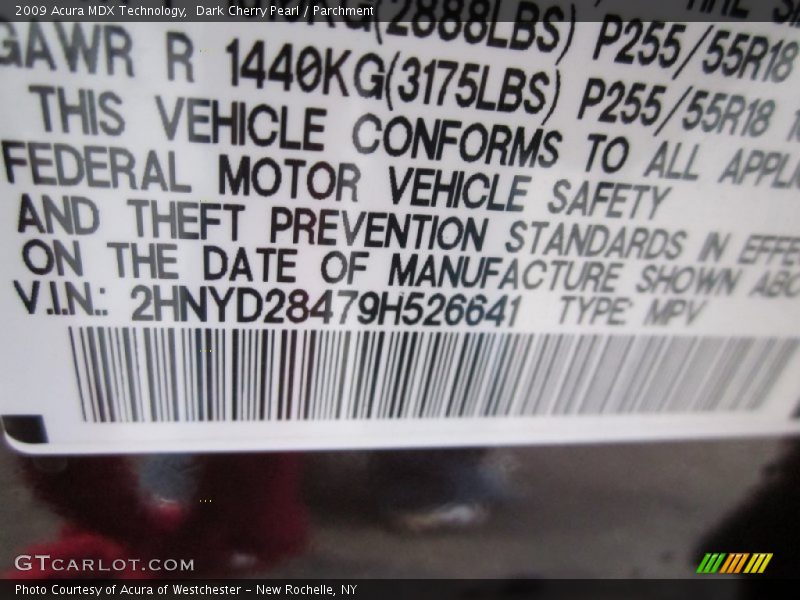 2009 Acura MDX Technology,  Dark Cherry Pearl / Parchment
(2888LBS) P255/55R18
GAWR R 1440KG(3175LBS) P255/55R18
THIS VEHICLE CONFORMS TO ALL
FEDERAL MOTOR VEHICLE SAFETY
AND THEFT PREVENTION STANDARDS IN
ON THE DATE OF MANUFACTURE SHOWN
V.I.N.: 2HNYD28479H526641 TYPE: MPV
GTCARLOT.COM
Photo Courtesy of Acura of Westchester - New Rochelle, NY